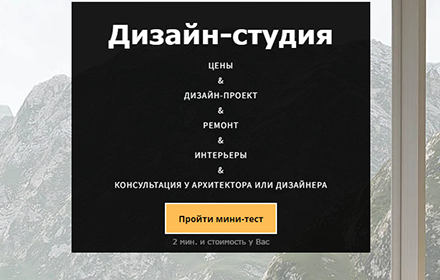 Дизайн-студия
ЦЕНЫ
&
ДИЗАЙН-ПРОЕКТ
&
РЕМОНТ
&
ИНТЕРЬЕРЫ
&
КОНСУЛЬТАЦИЯ У АРХИТЕКТОРА ИЛИ ДИЗАЙНЕРА
Пройти мини-тест
2 мин. и стоимость у Вас